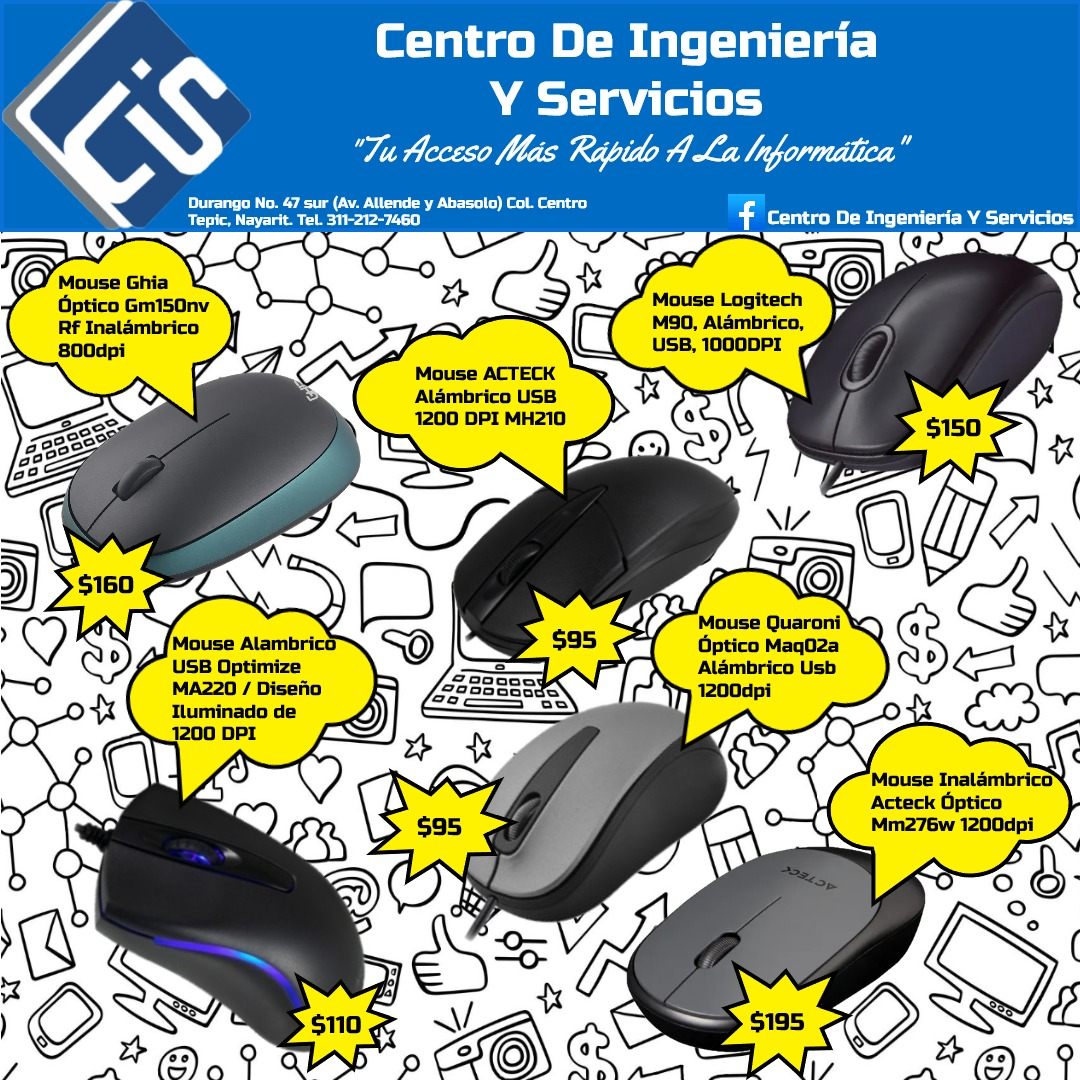 CIS
Centro De Ingeniería
Y Servicios
"Tu Acceso Más Rápido A La Informática"
Durango No. 47 sur (Av. Allende y Abasolo) Col. Centro
Tepic, Nayarit. Tel. 311-212-7460
f Centro De Ingeniería Y Servicios
Mouse Ghia
Óptico Gm150nv
Rf Inalámbrico
800dpi
$160
Mouse ACTECK
Alámbrico USB
1200 DPI MH210
$95
Mouse Logitech
M90, Alámbrico,
USB, 1000DPI
$150
Mouse Alambrico
USB Optimize
MA220 / Diseño
Iluminado de
1200 DPI
$110
Mouse Quaroni
Óptico Maq02a
Alámbrico Usb
1200dpi
$95
Mouse Inalámbrico
Acteck Óptico
Mm276w 1200dpi
ACTECK
$195